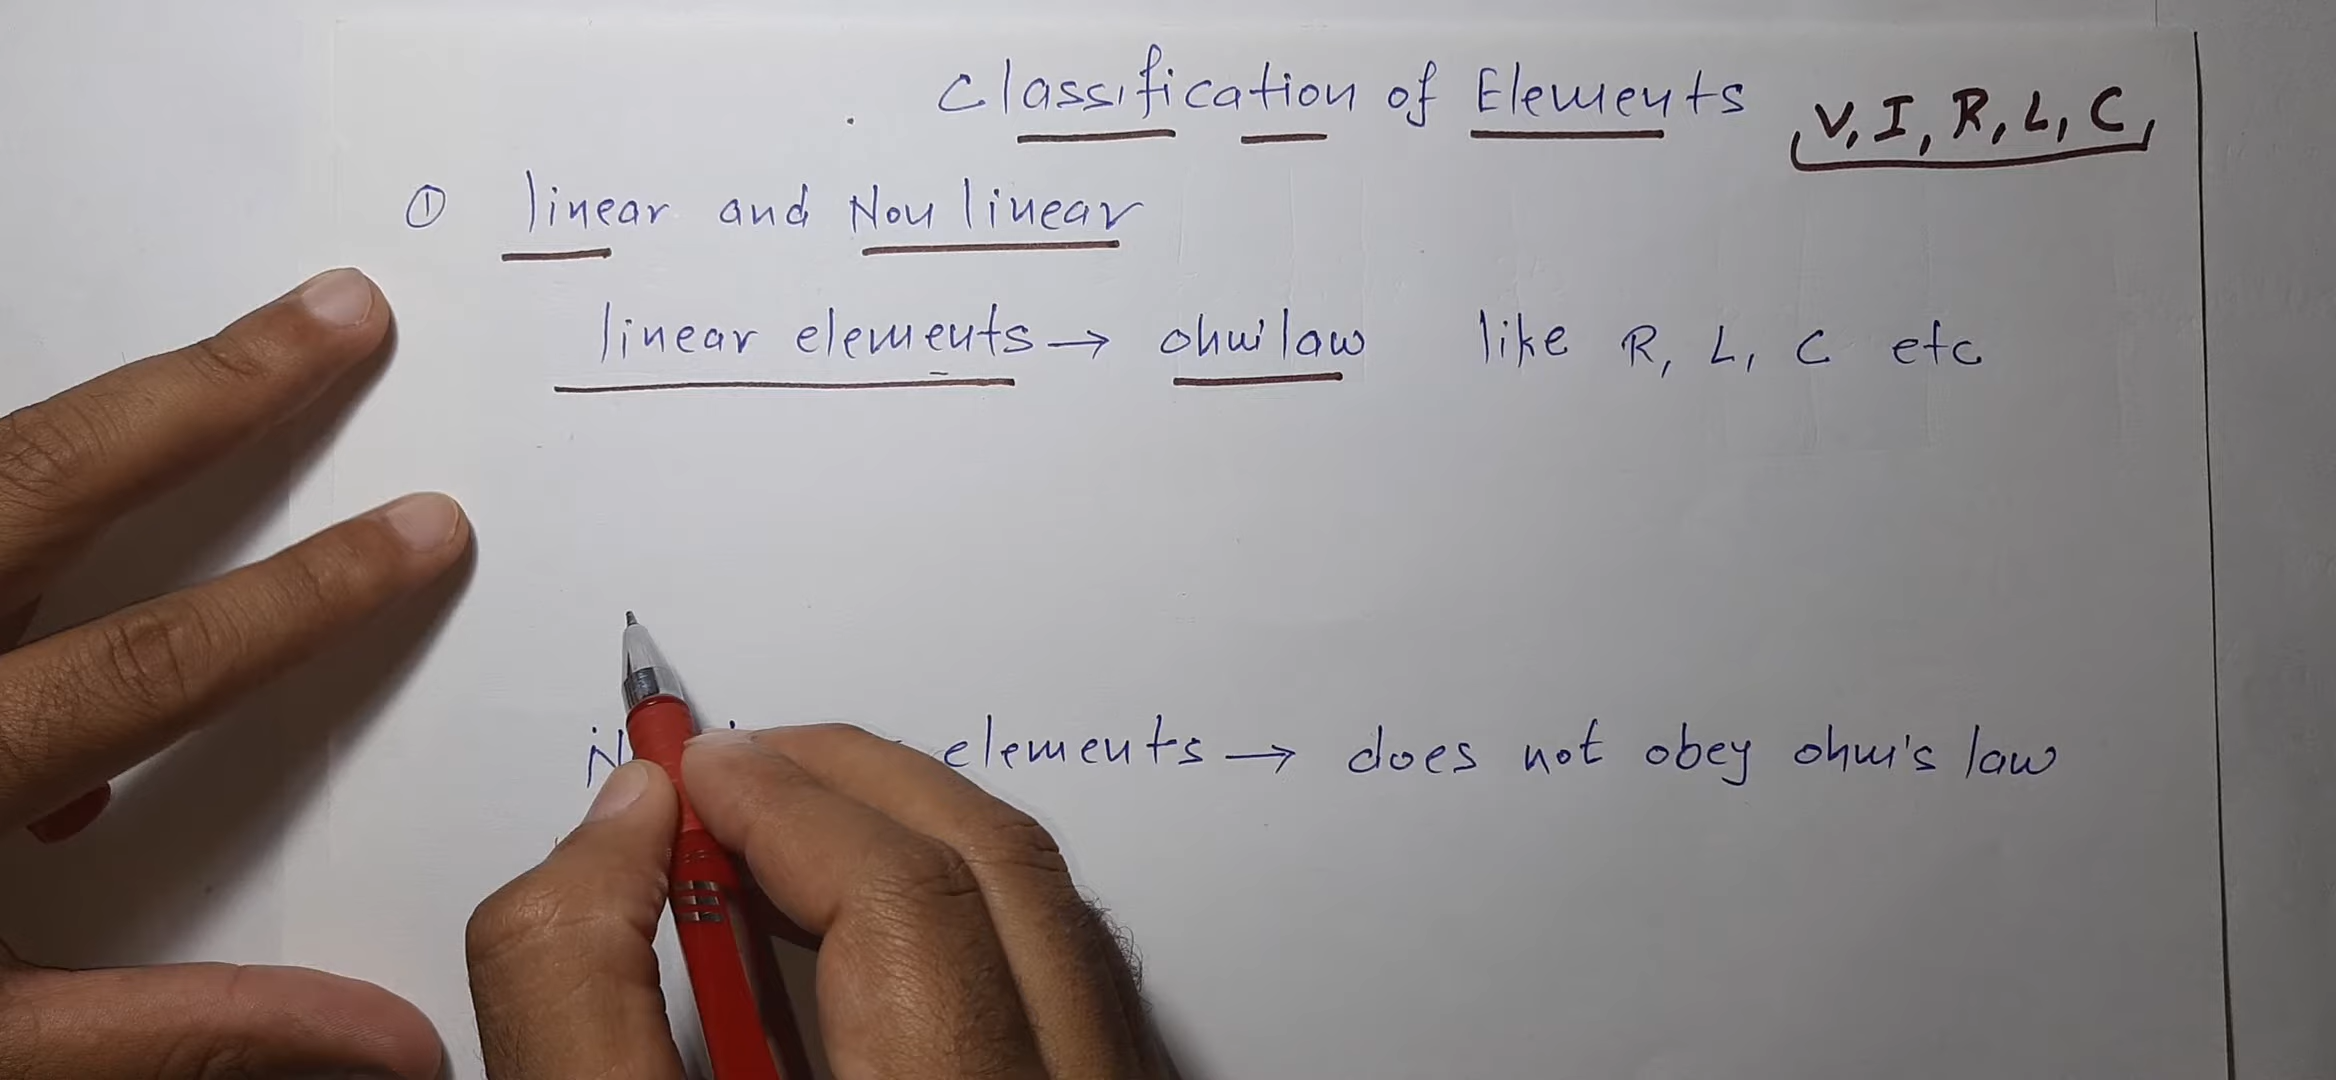 Classification of Elements V, I, R, L, C,
① linear and Non linear
linear elements → ohm' law like R, L, C etc
elements → does not obey ohm's law